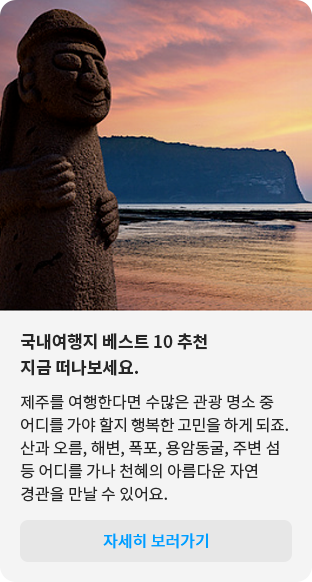 국내여행지 베스트 10 추천
지금 떠나보세요.
제주를 여행한다면 수많은 관광 명소 중
어디를 가야 할지 행복한 고민을 하게 되죠.
산과 오름, 해변, 폭포, 용암동굴, 주변 섬
등 어디를 가나 천혜의 아름다운 자연
경관을 만날 수 있어요.
자세히 보러가기